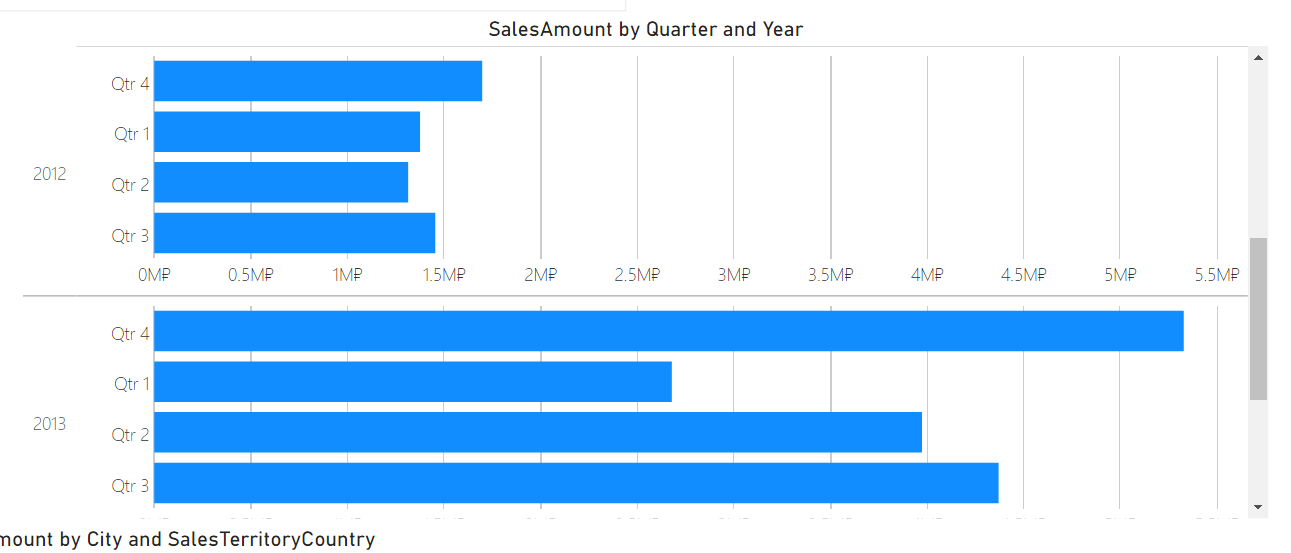 SalesAmount by Quarter and Year
Qtr 4
Qtr 1
2012
Qtr 2
Qtr 3
0M₽ 0.5M₽ 1M₽ 1.5M₽ 2M₽ 2.5M₽ 3M₽ 3.5M₽ 4M₽ 4.5M₽ 5M₽ 5.5M₽
Qtr 4
Qtr 1
2013
Qtr 2
Qtr 3
mount by City and SalesTerritoryCountry